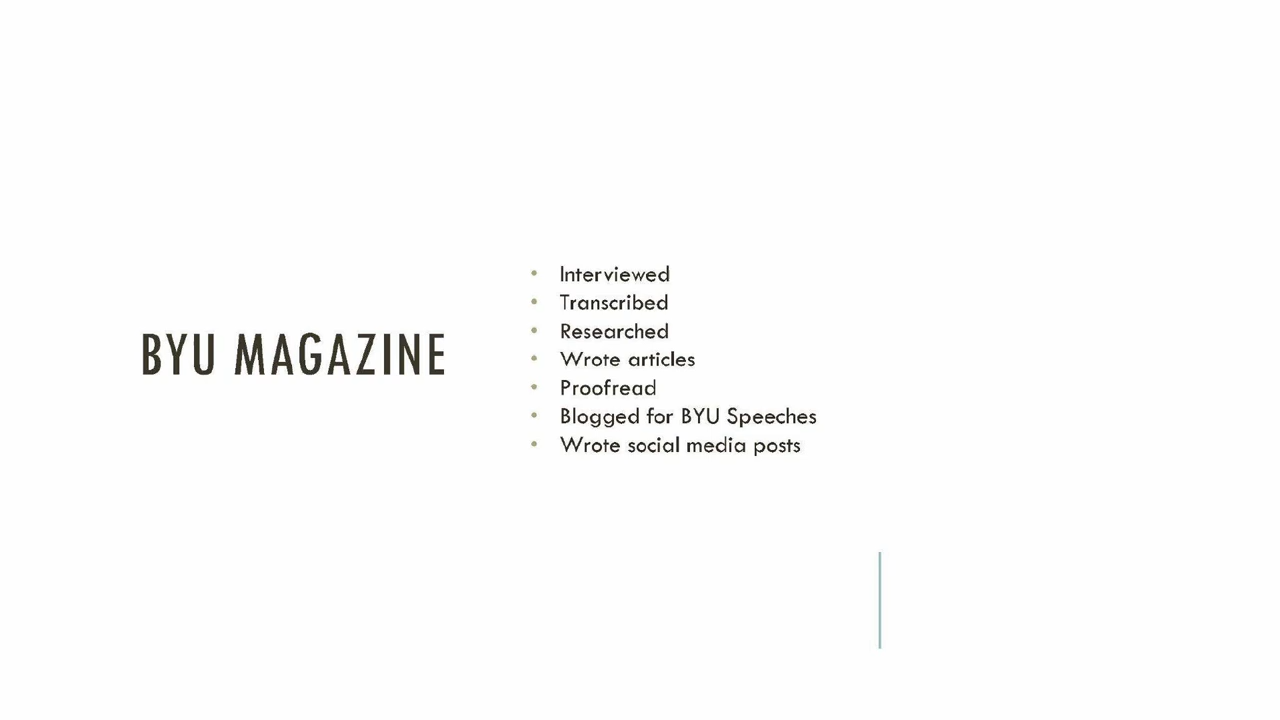 BYU MAGAZINE
• Interviewed
• Transcribed
• Researched
• Wrote articles
• Proofread
• Blogged for BYU Speeches
• Wrote social media posts